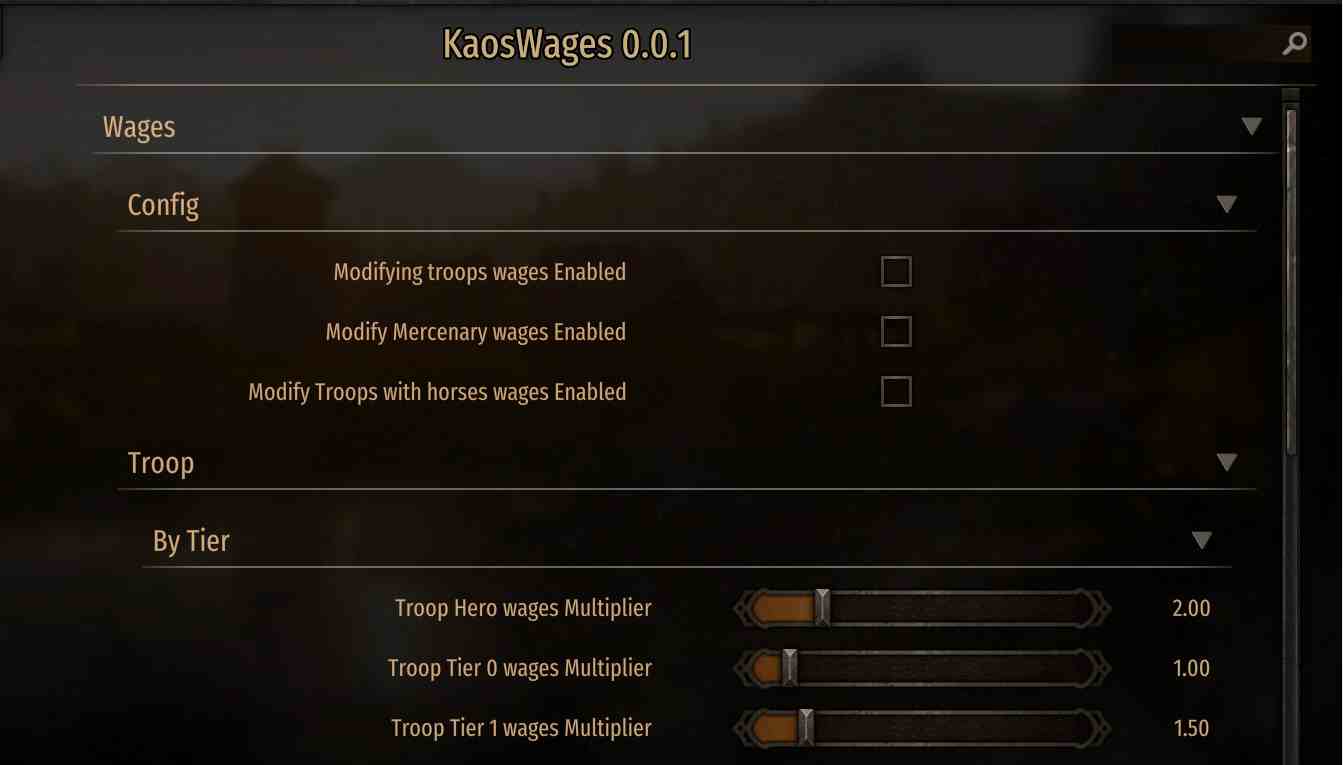 KaosWages 0.0.1
Wages
Config
Modifying troops wages Enabled
Modify Mercenary wages Enabled
Modify Troops with horses wages Enabled
Troop
By Tier
Troop Hero wages Multiplier 2.00
Troop Tier 0 wages Multiplier 1.00
Troop Tier 1 wages Multiplier 1.50